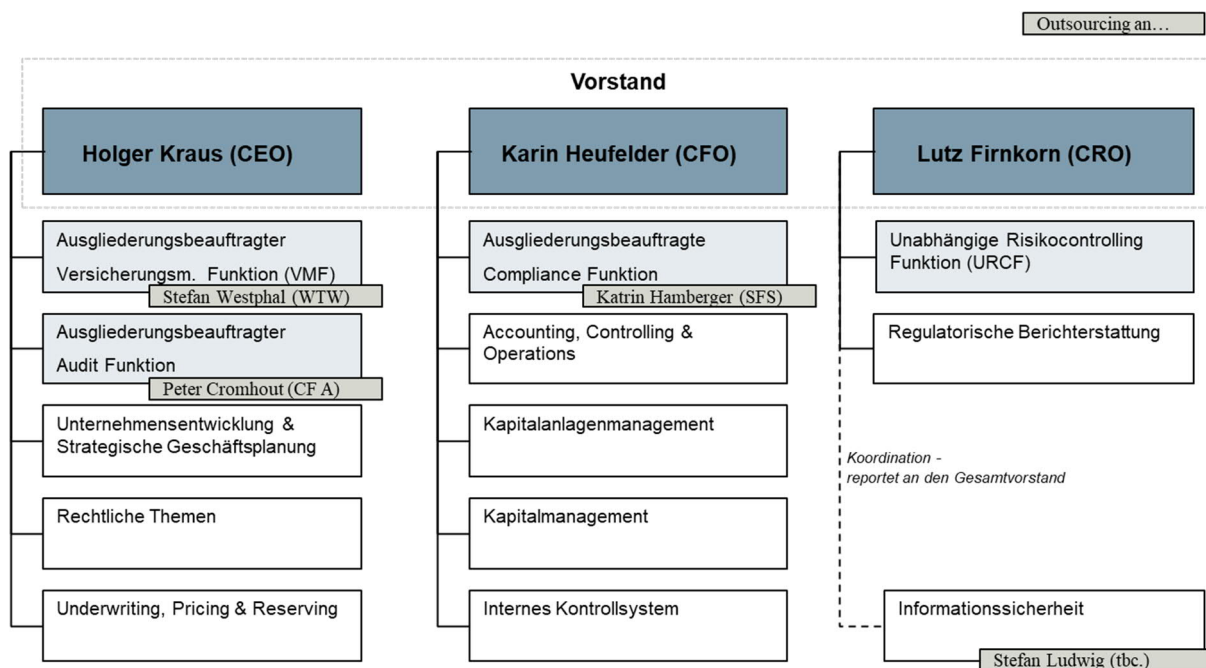 Outsourcing an…
Vorstand
Holger Kraus (CEO)
Karin Heufelder (CFO)
Lutz Firnkorn (CRO)
Ausgliederungsbeauftragter
Versicherungsm. Funktion (VMF)
Stefan Westphal (WTW)
Ausgliederungsbeauftragter
Audit Funktion
Peter Cromhout (CF A)
Unternehmensentwicklung &
Strategische Geschäftsplanung
Rechtliche Themen
Underwriting, Pricing & Reserving
Ausgliederungsbeauftragte
Compliance Funktion
Katrin Hamberger (SFS)
Accounting, Controlling &
Operations
Kapitalanlagenmanagement
Kapitalmanagement
Internes Kontrollsystem
Unabhängige Risikocontrolling
Funktion (URCF)
Regulatorische Berichterstattung
Koordination -
reportet an den Gesamtvorstand
Informationssicherheit
Stefan Ludwig (tbc.)